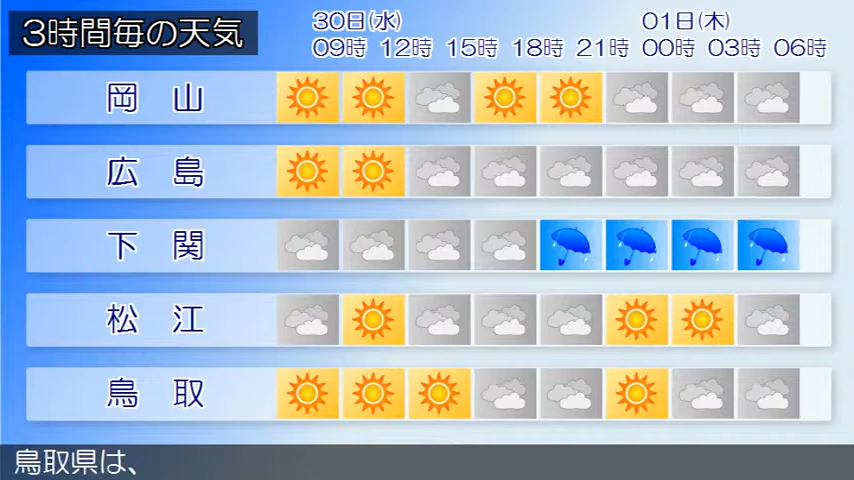 3時間毎の天気
30日(水) 01日(木)
09時 12時 15時 18時 21時 00時 03時 06時
岡 山
広 島
下 関
松 江
鳥 取
鳥取県は、